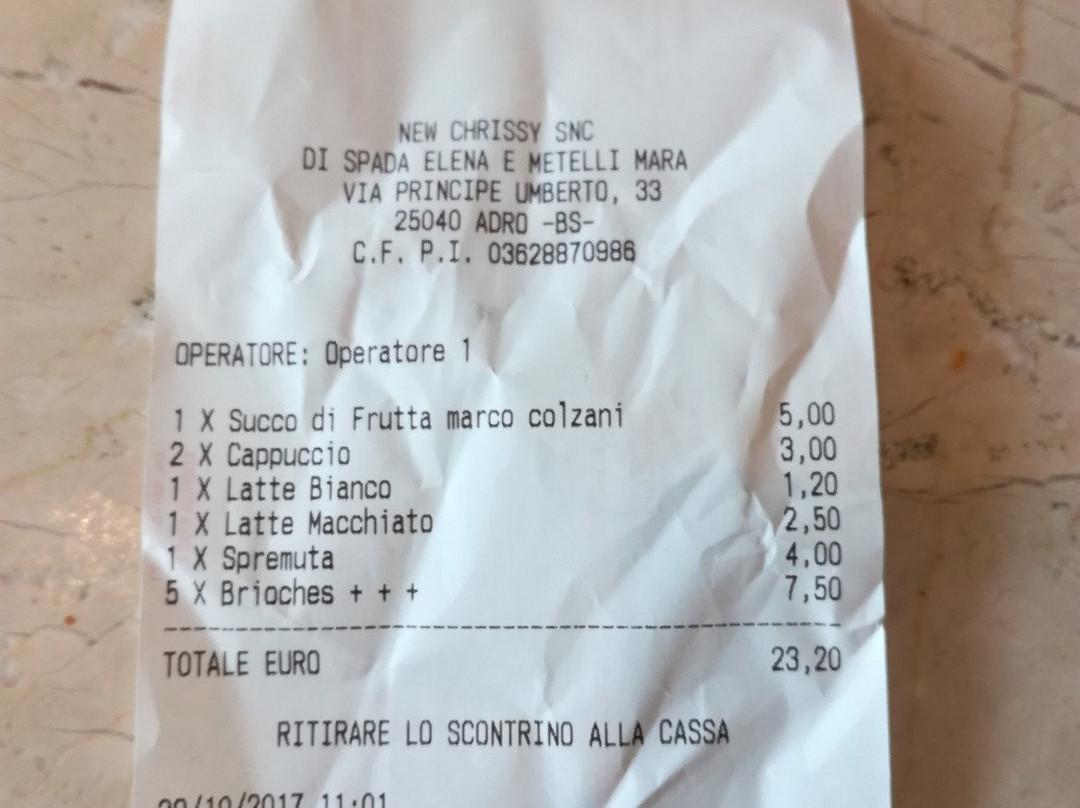 NEW CHRISSY SNC
DI SPADA ELENA E METELLI MARA
VIA PRINCIPE UMBERTO, 33
25040 ADRO -BS-
C.F. P.I. 03628870986
OPERATORE: Operatore 1
1 X Succo di Frutta marco colzani 5,00
2 X Cappuccio 3,00
1 X Latte Bianco 1,20
1 X Latte Macchiato 2,50
1 X Spremuta 4,00
5 X Brioches + + + 7,50
TOTALE EURO 23,20
RITIRARE LO SCONTRINO ALLA CASSA
11:01